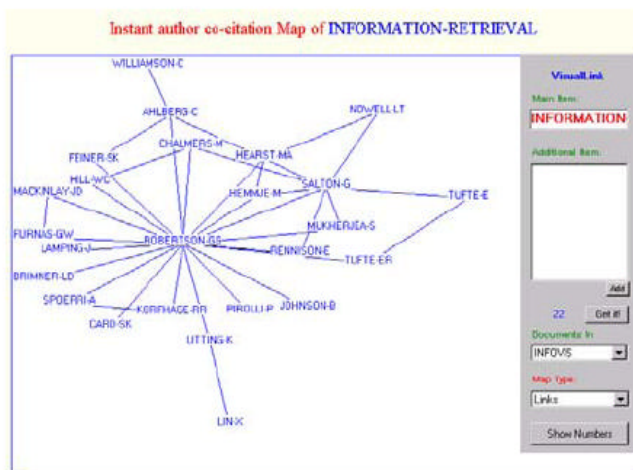 Instant author co-citation Map of INFORMATION-RETRIEVAL
WILLIAMSON-C
VisualLink
Main Item:
INFORMATION
AHLBERG-C
NOWELL-LT
CHALMERS-M
FEINER-SK
HEARST-MA
Additional Item:
HILL-WC
SALTON-G
MACKINLAY-JD
HEMMJE-M
TUFTE-E
MUKHERJEA-S
FURNAS-GW
ROBERTSON-GG
LAMPING-J
RENNISON-E
TUFTE-ER
BRIMNER-LD
Add
SPOERRI-A
KORFHAGE-RR
PIROLLI-P
JOHNSON-B
22
Get it!
CARD-SK
Documents In
LITTING-K
INFOVIS
Map Type:
Links
LIN-X
Show Numbers